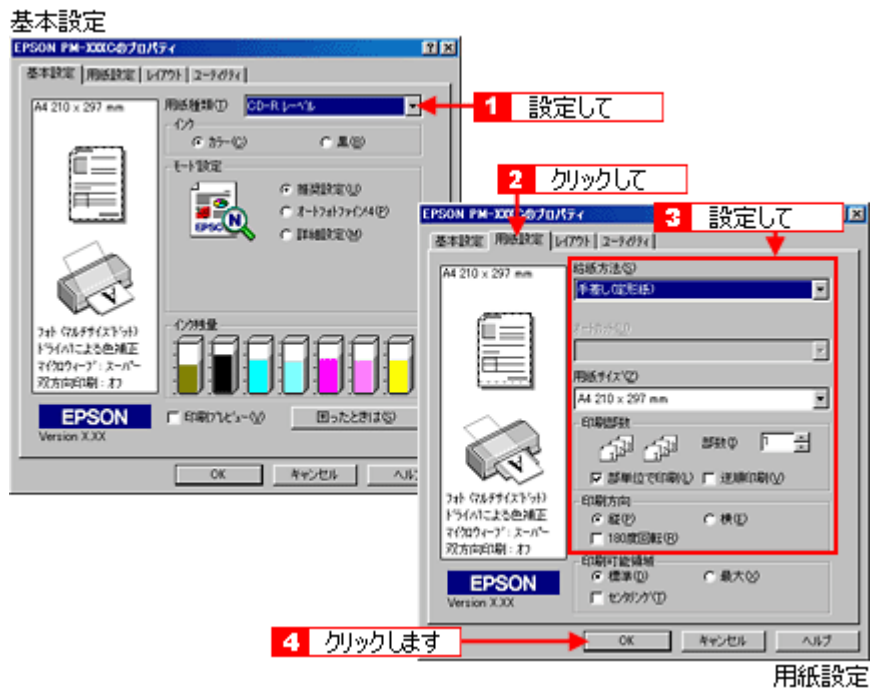 基本設定
EPSON PM-XXXCのプロパティ
基本設定 用紙設定 レイアウト ユーティリティ
A4 210 x 297 mm
用紙種類(T) CD-R レーベル
1 設定して
インク
カラー(C) 黒(B)
モード設定
推奨設定(U)
オートフォトファイン!4(P)
詳細設定(M)
EPSC
N
フォト (マルチサイズドット)
ドライバによる色補正
マイクロウィーブ : スーパー
双方向印刷 : オフ
インク残量
EPSON
Version X.XX
印刷プレビュー(V) 困ったときは(S)
OK キャンセル ヘルプ
2 クリックして
EPSON PM-XXXCのプロパティ
3 設定して
基本設定 用紙設定 レイアウト ユーティリティ
A4 210 x 297 mm
給紙方法(S)
手差し(定形紙)
オートカット(U)
用紙サイズ(Z)
A4 210 x 297 mm
印刷部数
部数(I) 1
部単位で印刷(L) 逆順印刷(V)
フォト (マルチサイズドット)
ドライバによる色補正
マイクロウィーブ : スーパー
双方向印刷 : オフ
印刷方向
縦(P) 横(E)
180度回転(R)
印刷可能領域
標準(D) 最大(X)
センタリング(T)
EPSON
Version X.XX
4 クリックします
OK キャンセル ヘルプ
用紙設定